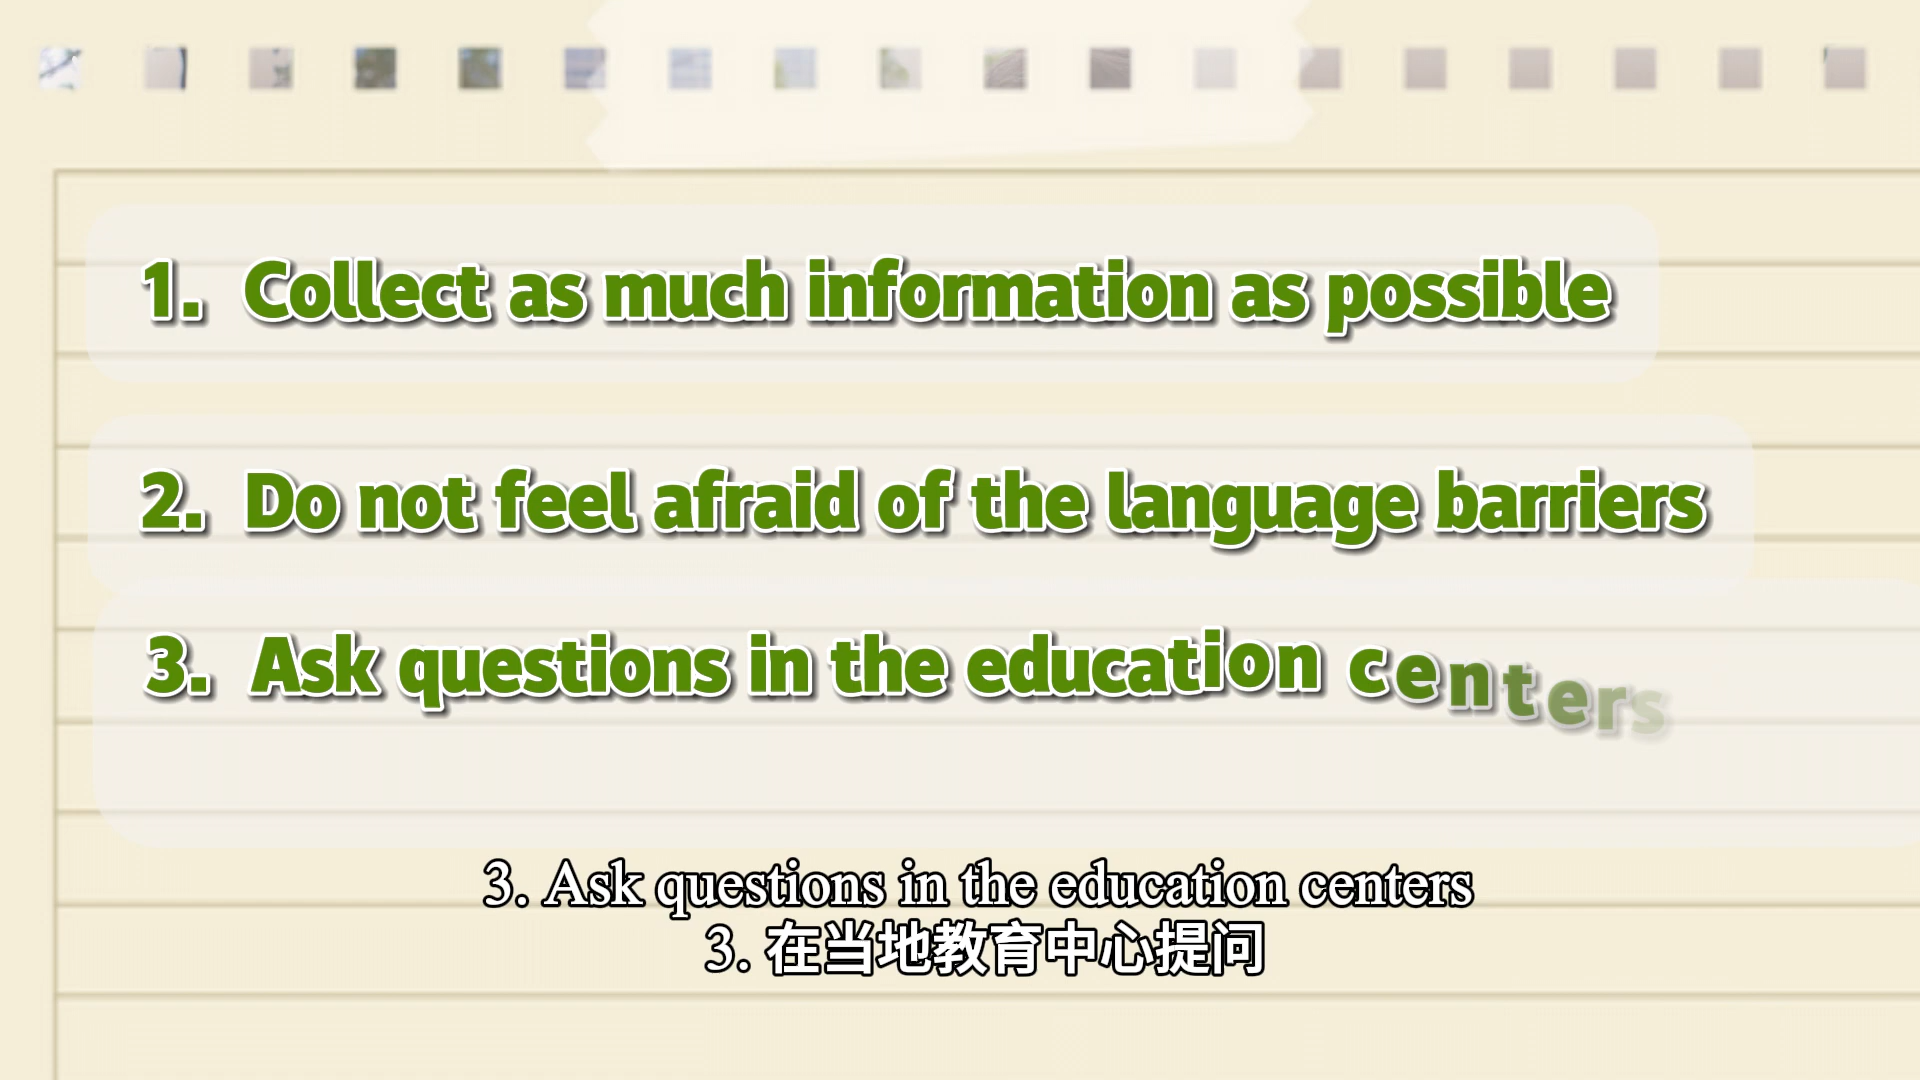 1. Collect as much information as possible
2. Do not feel afraid of the language barriers
3. Ask questions in the education centers
3. Ask questions in the education centers
3. 在当地教育中心提问